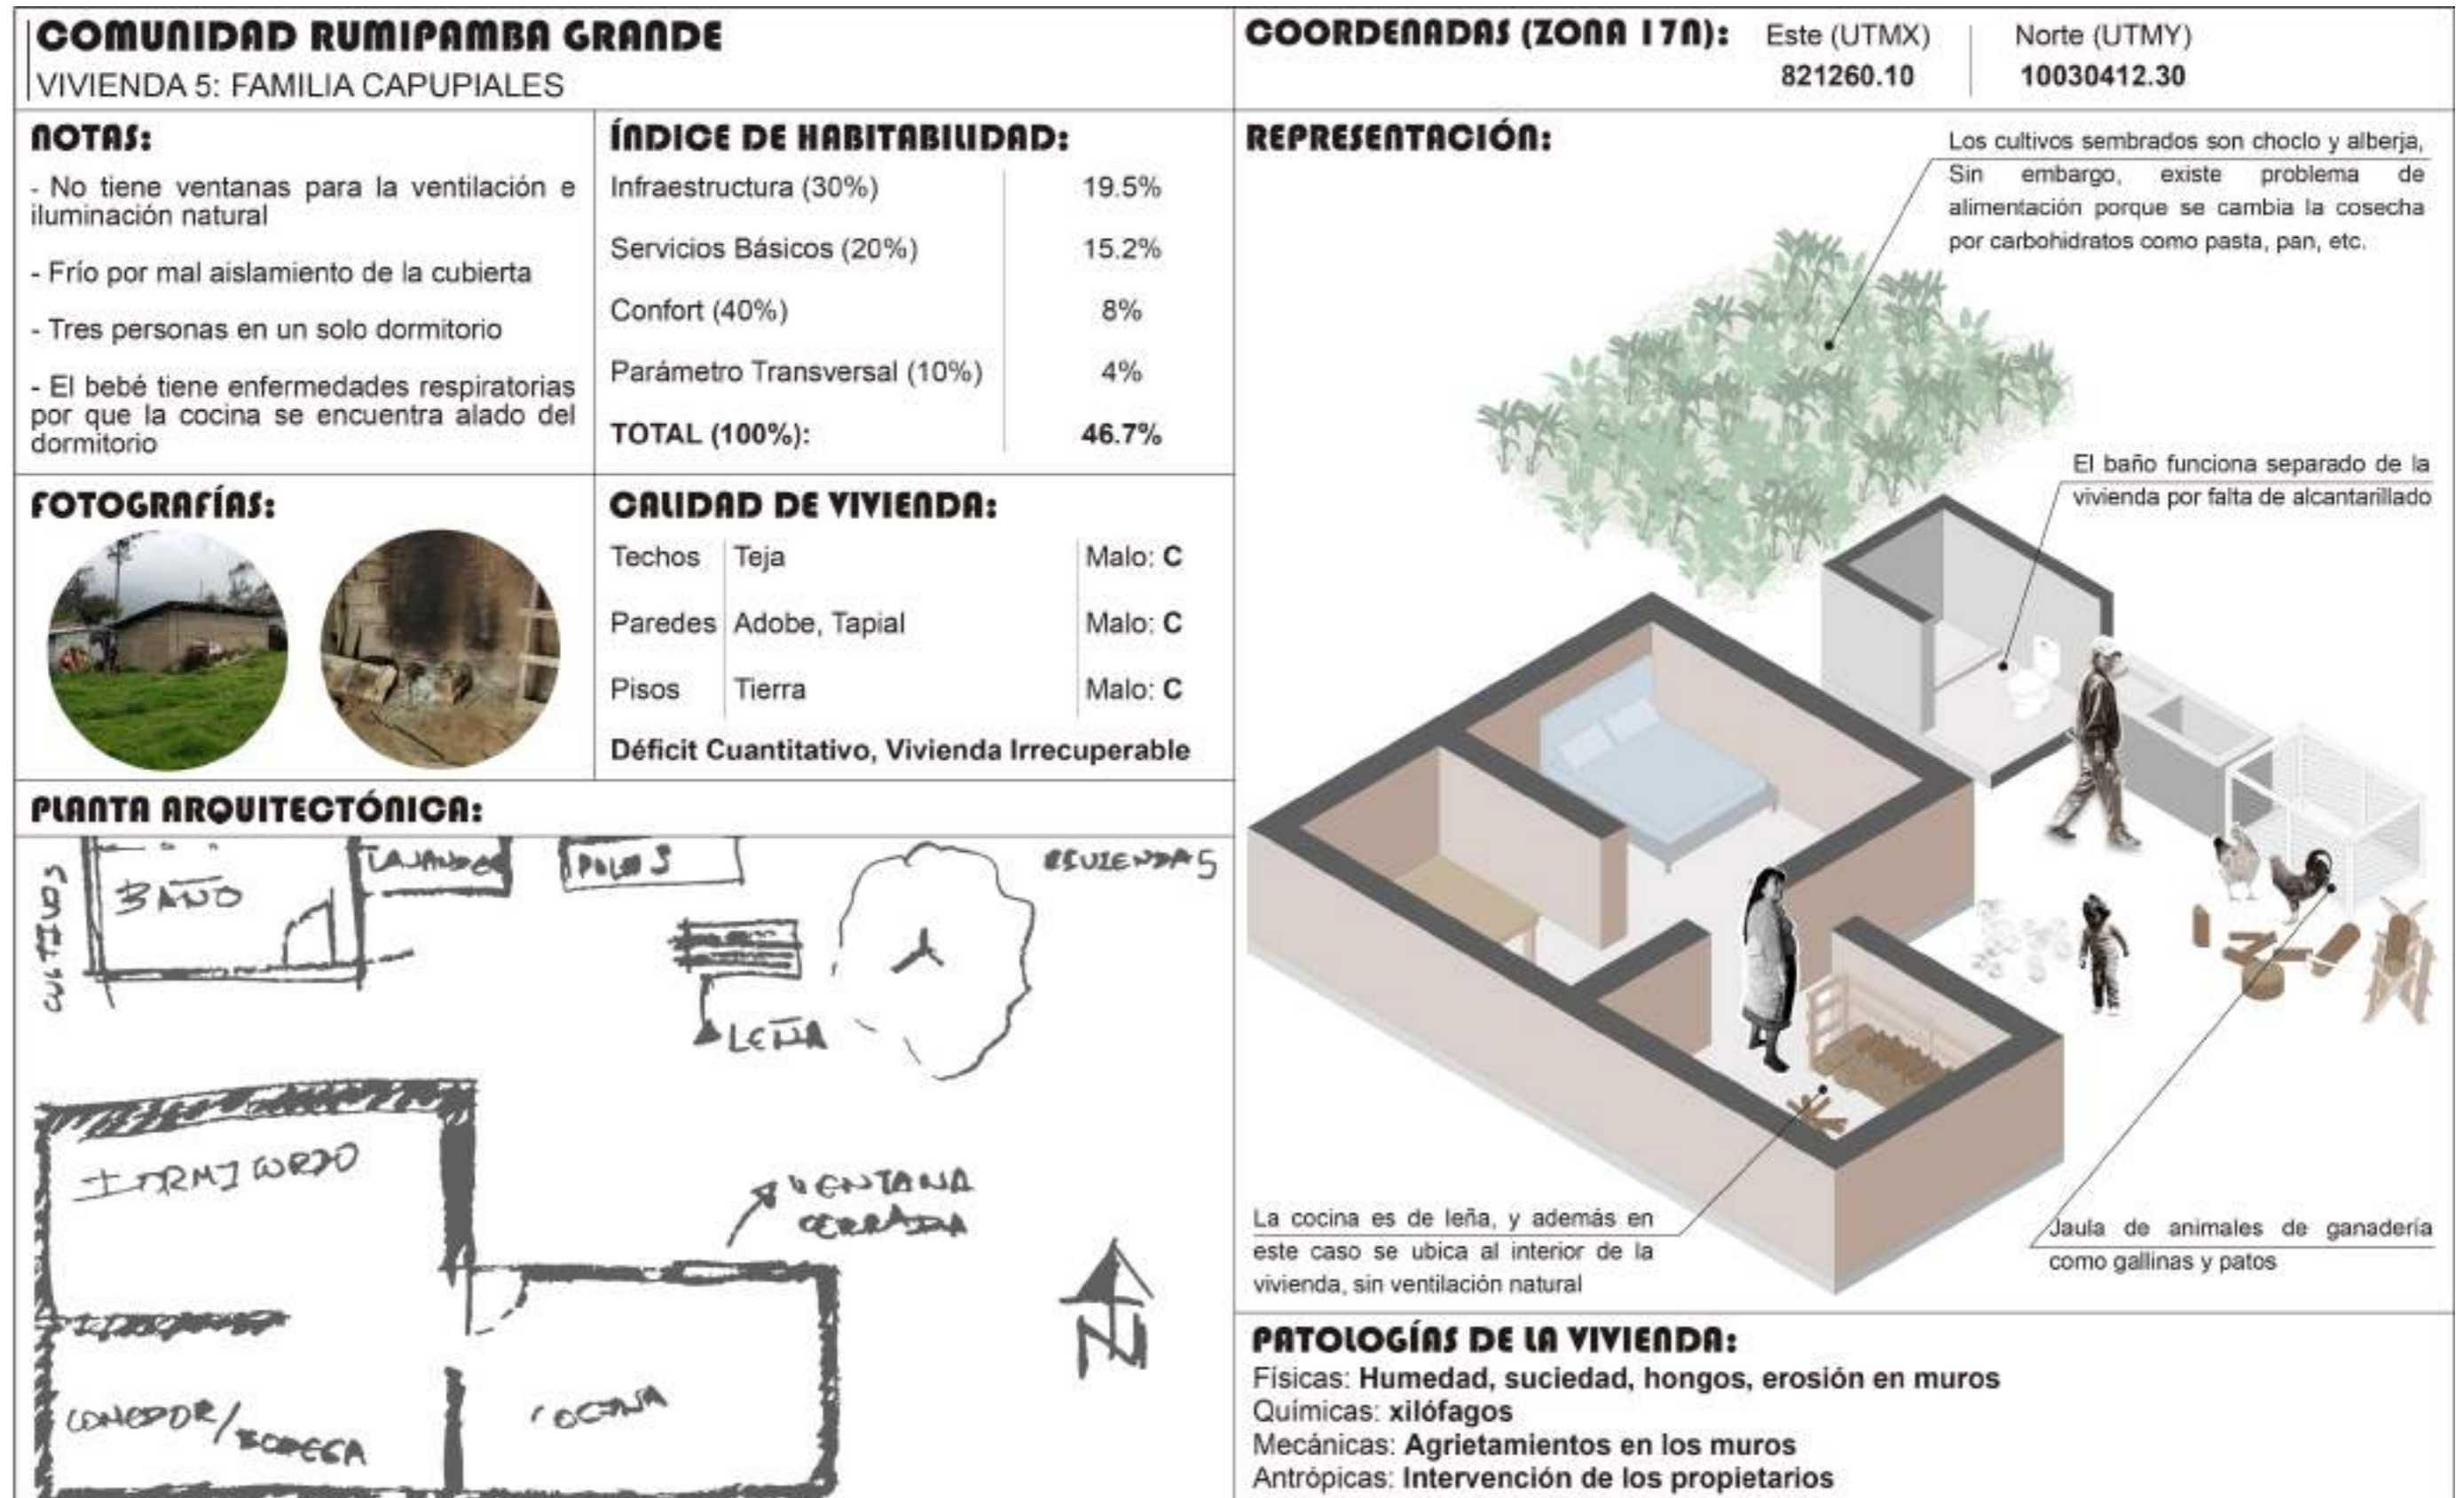 COMUNIDAD RUMIPAMBA GRANDE
VIVIENDA 5: FAMILIA CAPUPIALES
COORDENADAS (ZONA 17N):
Este (UTMX)
821260.10
Norte (UTMY)
10030412.30
NOTAS:
- No tiene ventanas para la ventilación e
iluminación natural
- Frío por mal aislamiento de la cubierta
- Tres personas en un solo dormitorio
- El bebé tiene enfermedades respiratorias
por que la cocina se encuentra alado del
dormitorio
ÍNDICE DE HABITABILIDAD:
Infraestructura (30%) 19.5%
Servicios Básicos (20%) 15.2%
Confort (40%) 8%
Parámetro Transversal (10%) 4%
TOTAL (100%): 46.7%
FOTOGRAFÍAS:
CALIDAD DE VIVIENDA:
Techos Teja Malo: C
Paredes Adobe, Tapial Malo: C
Pisos Tierra Malo: C
Déficit Cuantitativo, Vivienda Irrecuperable
PLANTA ARQUITECTÓNICA:
CULTIVOS
BAÑO
LEÑA
VENTANA
CERRADA
N
COMEDOR/
BODEGA
COCINA
REPRESENTACIÓN:
Los cultivos sembrados son choclo y alberja,
Sin embargo, existe problema de
alimentación porque se cambia la cosecha
por carbohidratos como pasta, pan, etc.
El baño funciona separado de la
vivienda por falta de alcantarillado
La cocina es de leña, y además en
este caso se ubica al interior de la
vivienda, sin ventilación natural
Jaula de animales de ganadería
como gallinas y patos
PATOLOGÍAS DE LA VIVIENDA:
Físicas: Humedad, suciedad, hongos, erosión en muros
Químicas: xilófagos
Mecánicas: Agrietamientos en los muros
Antrópicas: Intervención de los propietarios